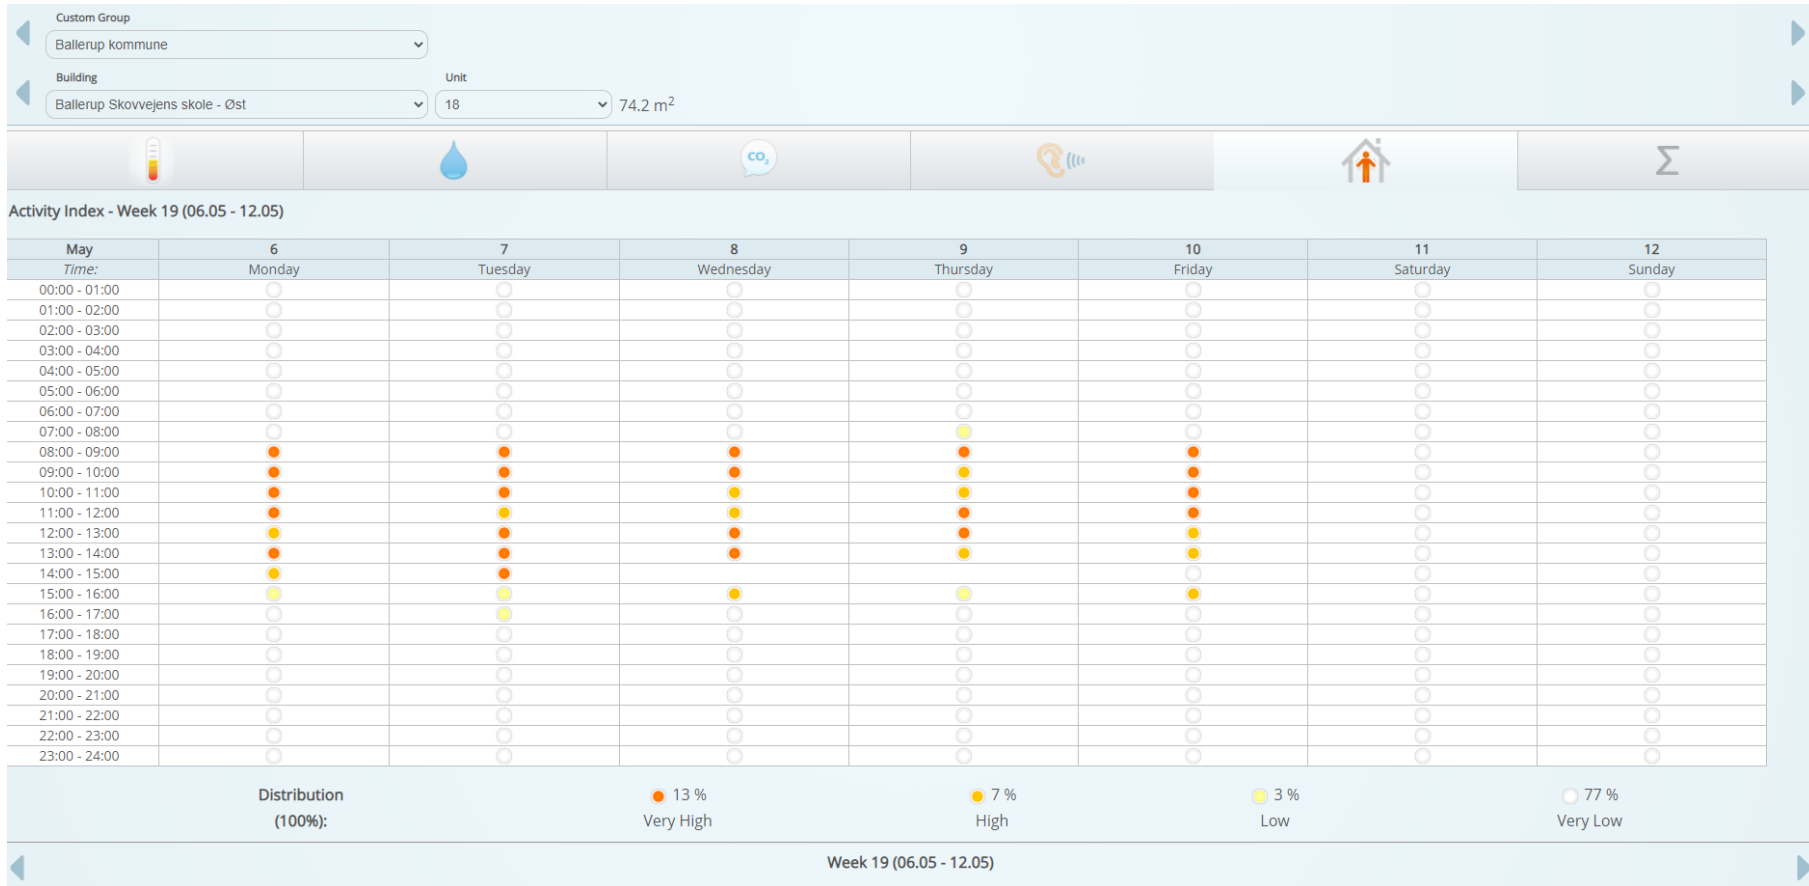 Custom Group
Ballerup kommune
Building Unit
Ballerup Skovvejens skole - Øst 18 74.2 m²
CO₂ Σ
Activity Index - Week 19 (06.05 - 12.05)
May 6 7 8 9 10 11 12
Time: Monday Tuesday Wednesday Thursday Friday Saturday Sunday
00:00 - 01:00
01:00 - 02:00
02:00 - 03:00
03:00 - 04:00
04:00 - 05:00
05:00 - 06:00
06:00 - 07:00
07:00 - 08:00
08:00 - 09:00
09:00 - 10:00
10:00 - 11:00
11:00 - 12:00
12:00 - 13:00
13:00 - 14:00
14:00 - 15:00
15:00 - 16:00
16:00 - 17:00
17:00 - 18:00
18:00 - 19:00
19:00 - 20:00
20:00 - 21:00
21:00 - 22:00
22:00 - 23:00
23:00 - 24:00
Distribution 13 % 7 % 3 % 77 %
(100%): Very High High Low Very Low
Week 19 (06.05 - 12.05)